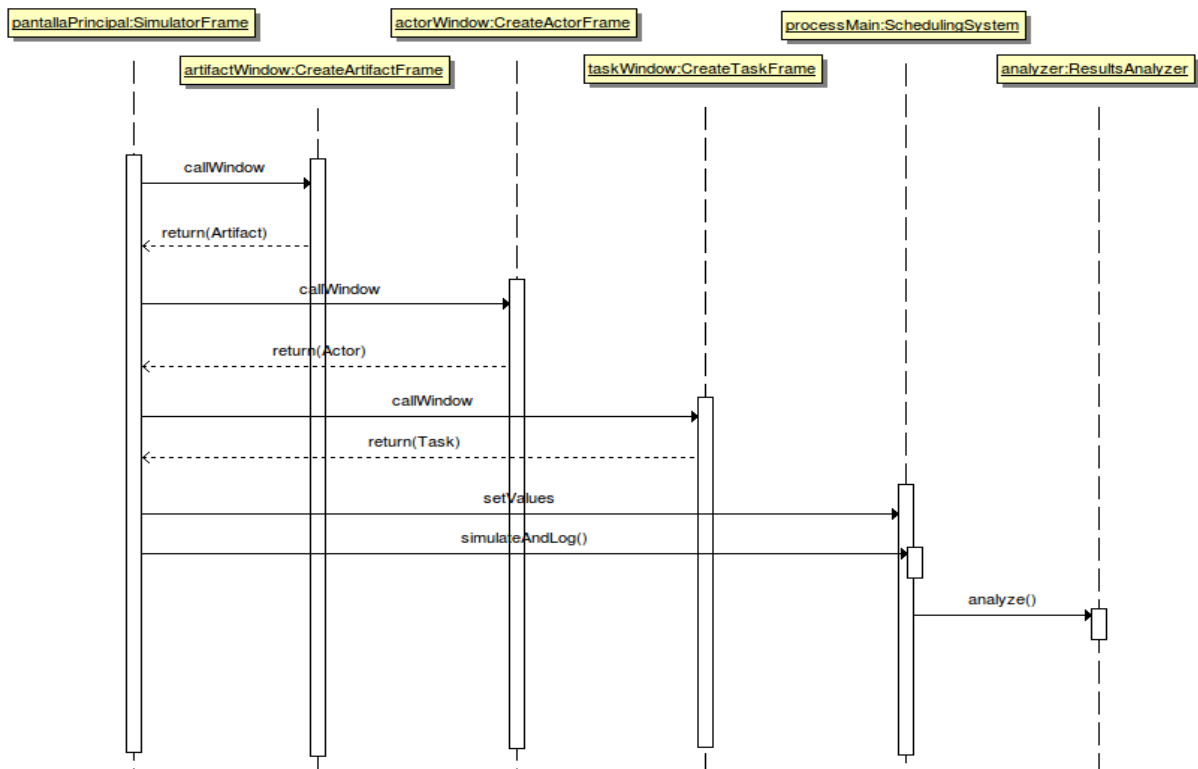 pantallaPrincipal:SimulatorFrame
actorWindow:CreateActorFrame
processMain:SchedulingSystem
artifactWindow:CreateArtifactFrame
taskWindow:CreateTaskFrame
analyzer:ResultsAnalyzer
callWindow
return(Artifact)
callWindow
return(Actor)
callWindow
return(Task)
setValues
simulateAndLog()
analyze()